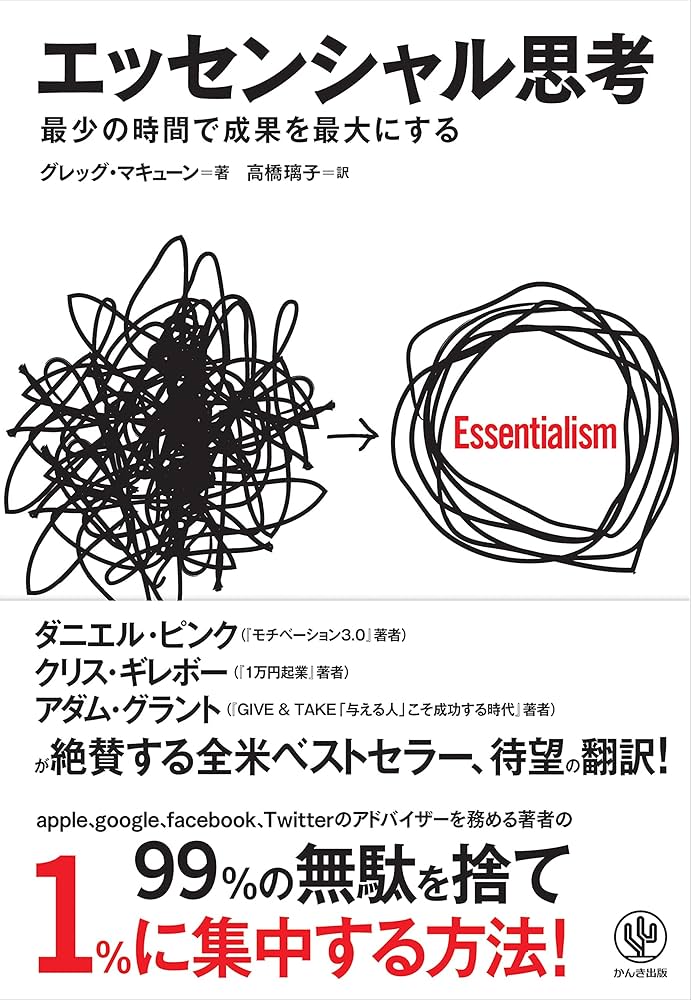 エッセンシャル思考
最少の時間で成果を最大にする
グレッグ・マキューン=著 高橋璃子=訳
Essentialism
ダニエル・ピンク(『モチベーション3.0』著者)
クリス・ギレボー(『1万円起業』著者)
アダム・グラント(『GIVE & TAKE「与える人」こそ成功する時代』著者)
が絶賛する全米ベストセラー、待望の翻訳!
apple、google、facebook、Twitterのアドバイザーを務める著者の
99%の無駄を捨て
1%に集中する方法!
かんき出版